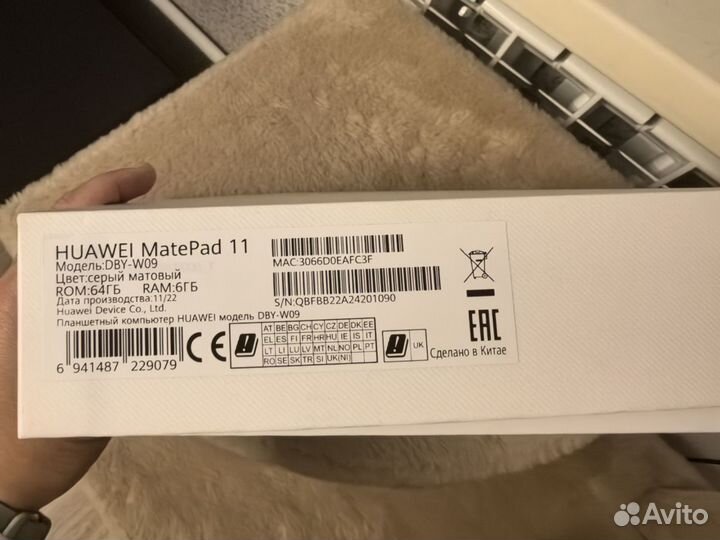 HUAWEI MatePad 11
Модель:DBY-W09
Цвет:серый матовый
ROM:64ГБ RAM:6ГБ
Дата производства:11/22
Huawei Device Co., Ltd.
Планшетный компьютер HUAWEI модель DBY-W09
MAC:3066D0EAFC3F
S/N:QBFBB22A24201090
6 941487 229079
CE
AT BE BG CH CY CZ DE DK EE
EL ES FI FR HR HU IE IS IT
LT LI LU LV MT NL NO PL PT
RO SE SK TR SI UK(NI)
UK
EAC
Сделано в Китае
Avito